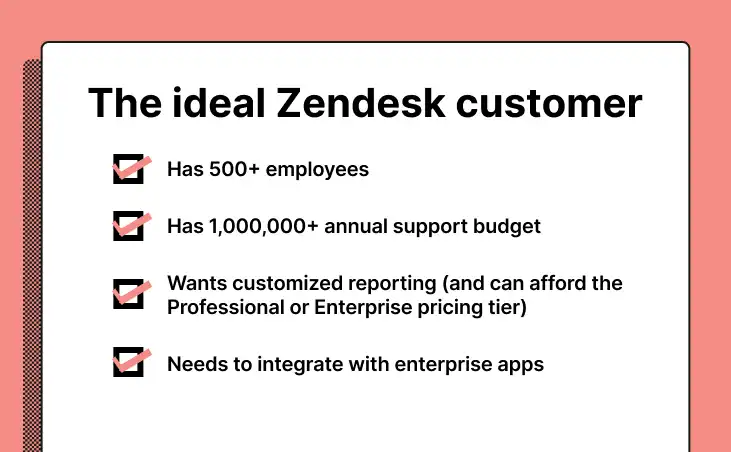 The ideal Zendesk customer
Has 500+ employees
Has 1,000,000+ annual support budget
Wants customized reporting (and can afford the
Professional or Enterprise pricing tier)
Needs to integrate with enterprise apps